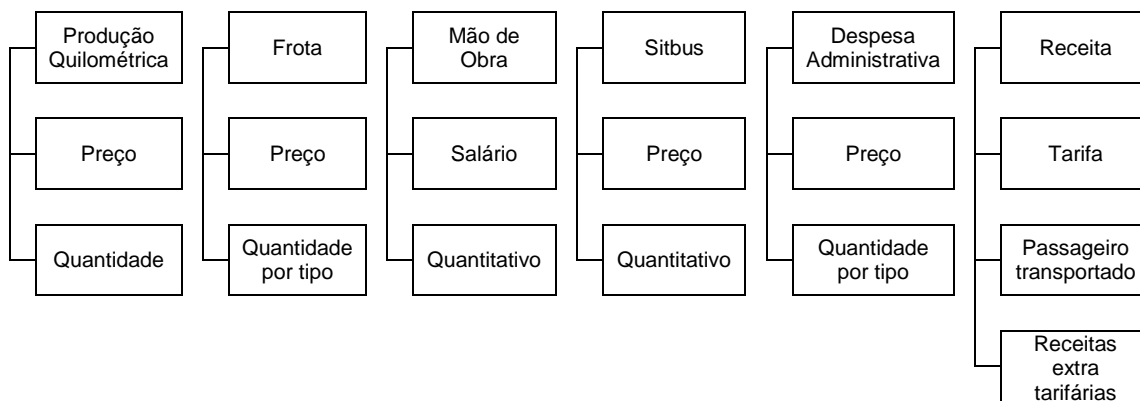 Produção
Quilométrica
Preço
Quantidade
Frota
Preço
Quantidade
por tipo
Mão de
Obra
Salário
Quantitativo
Sitbus
Preço
Quantitativo
Despesa
Administrativa
Preço
Quantidade
por tipo
Receita
Tarifa
Passageiro
transportado
Receitas
extra
tarifárias